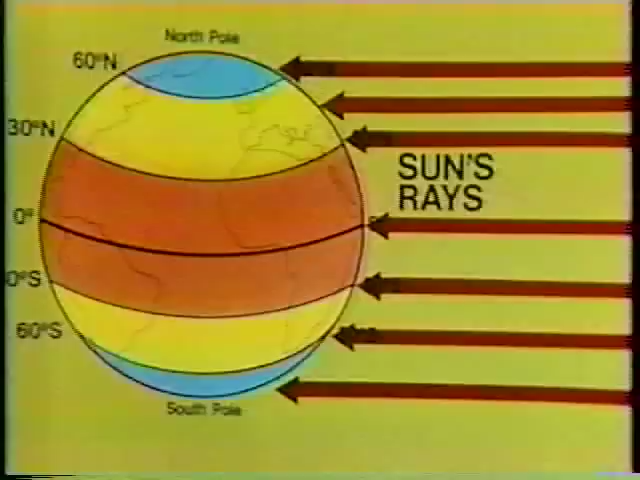 North Pole
60°N
30°N
SUN'S
RAYS
0°
0°S
60°S
South Pole